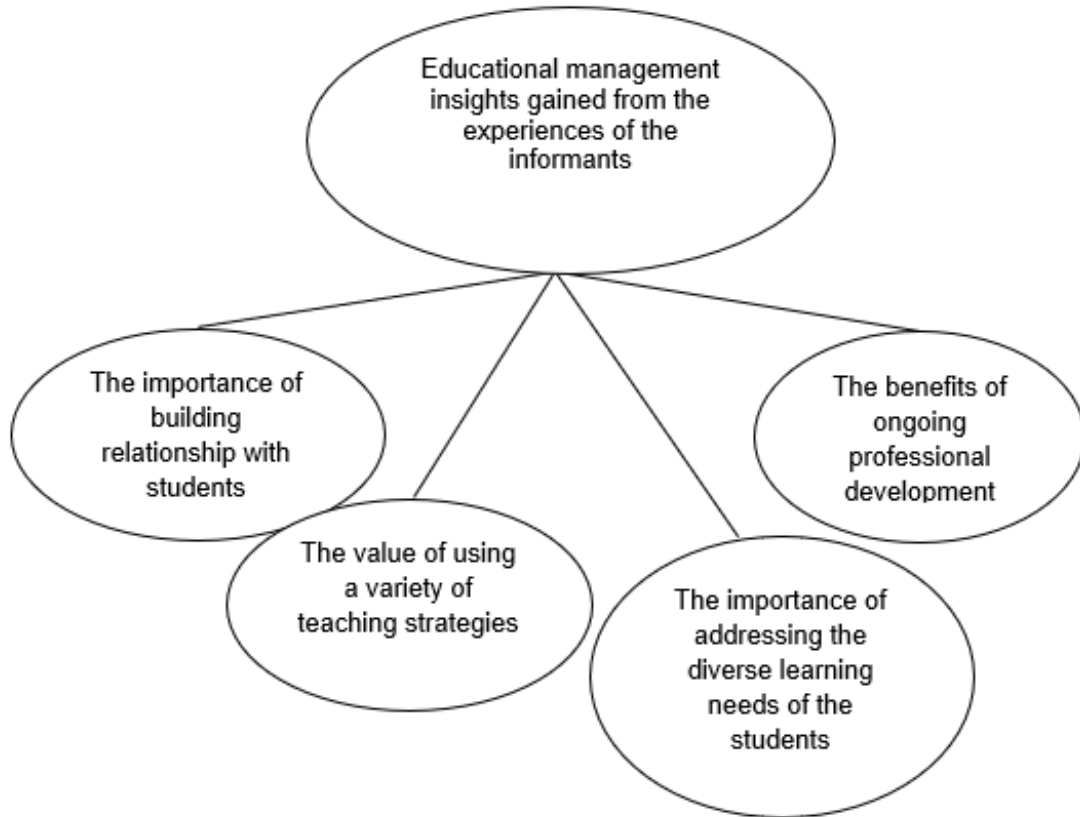 Educational management
insights gained from the
experiences of the
informants
The importance of
building
relationship with
students
The value of using
a variety of
teaching strategies
The importance of
addressing the
diverse learning
needs of the
students
The benefits of
ongoing
professional
development